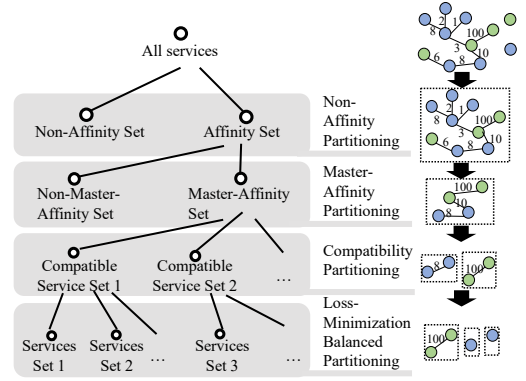 All services
Non-Affinity Set
Affinity Set
Non-
Affinity
Partitioning
Non-Master-
Affinity Set
Master-Affinity
Set
Master-
Affinity
Partitioning
Compatible
Service Set 1
Compatible
Service Set 2
...
Compatibility
Partitioning
Services
Set 1
Services
Set 2
...
Services
Set 3
...
Loss-
Minimization
Balanced
Partitioning
2 1 100
8
3 10
6 8
2 1 100
8
3 10
6 8
100
10
8
8 100
100